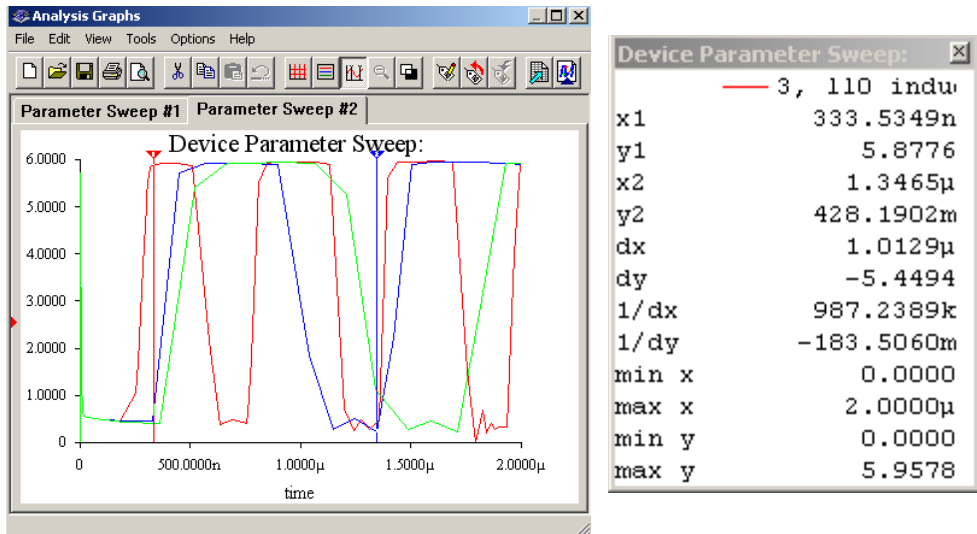 Analysis Graphs
File Edit View Tools Options Help
Parameter Sweep #1 Parameter Sweep #2
Device Parameter Sweep:
6.0000
5.0000
4.0000
3.0000
2.0000
1.0000
0
0 500.0000n 1.0000µ 1.5000µ 2.0000µ
time
Device Parameter Sweep:
3, 110 indu
x1 333.5349n
y1 5.8776
x2 1.3465µ
y2 428.1902m
dx 1.0129µ
dy -5.4494
1/dx 987.2389k
1/dy -183.5060m
min x 0.0000
max x 2.0000µ
min y 0.0000
max y 5.9578